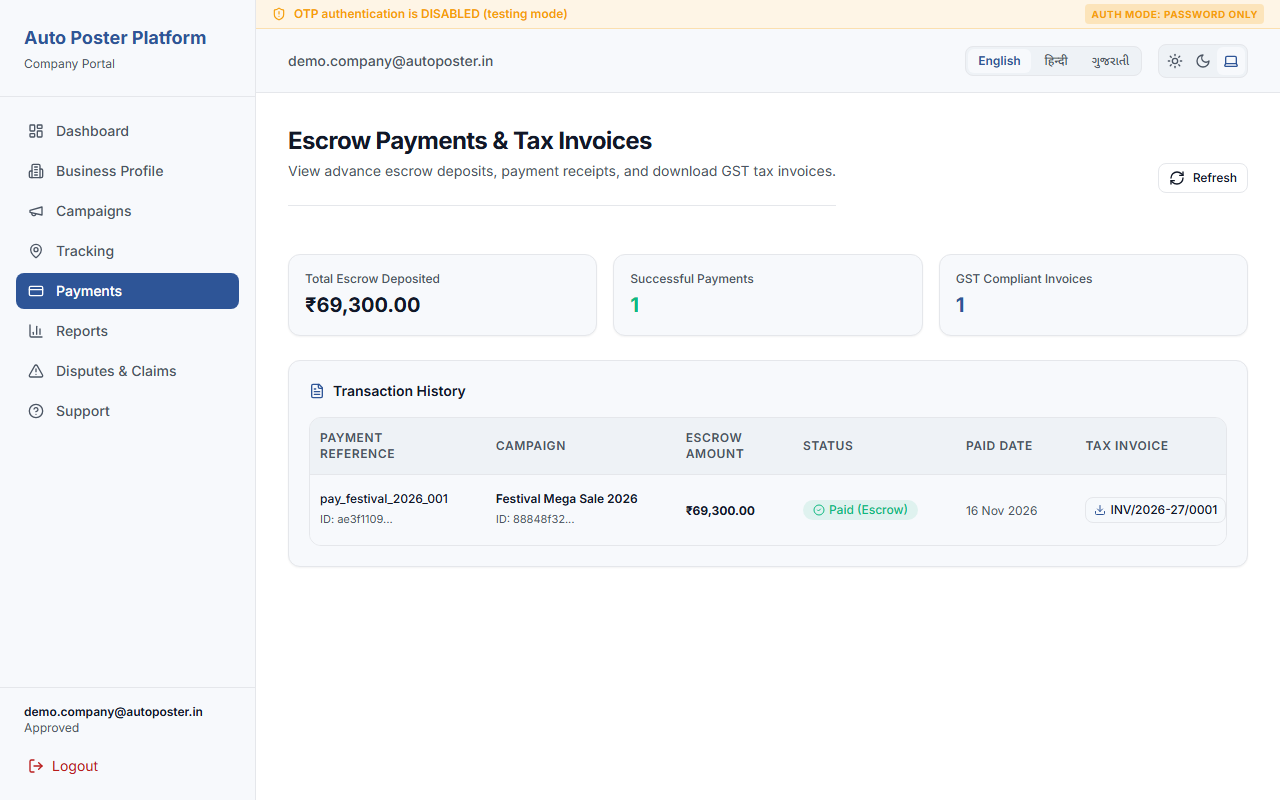 Auto Poster Platform
Company Portal
Dashboard
Business Profile
Campaigns
Tracking
Payments
Reports
Disputes & Claims
Support
demo.company@autoposter.in
Approved
Logout
OTP authentication is DISABLED (testing mode)
AUTH MODE: PASSWORD ONLY
demo.company@autoposter.in
English हिन्दी ગુજરાતી
Escrow Payments & Tax Invoices
View advance escrow deposits, payment receipts, and download GST tax invoices.
Refresh
Total Escrow Deposited
₹69,300.00
Successful Payments
1
GST Compliant Invoices
1
Transaction History
PAYMENT REFERENCE CAMPAIGN ESCROW AMOUNT STATUS PAID DATE TAX INVOICE
pay_festival_2026_001 Festival Mega Sale 2026 ₹69,300.00 Paid (Escrow) 16 Nov 2026 INV/2026-27/0001
ID: ae3f1109... ID: 88848f32...